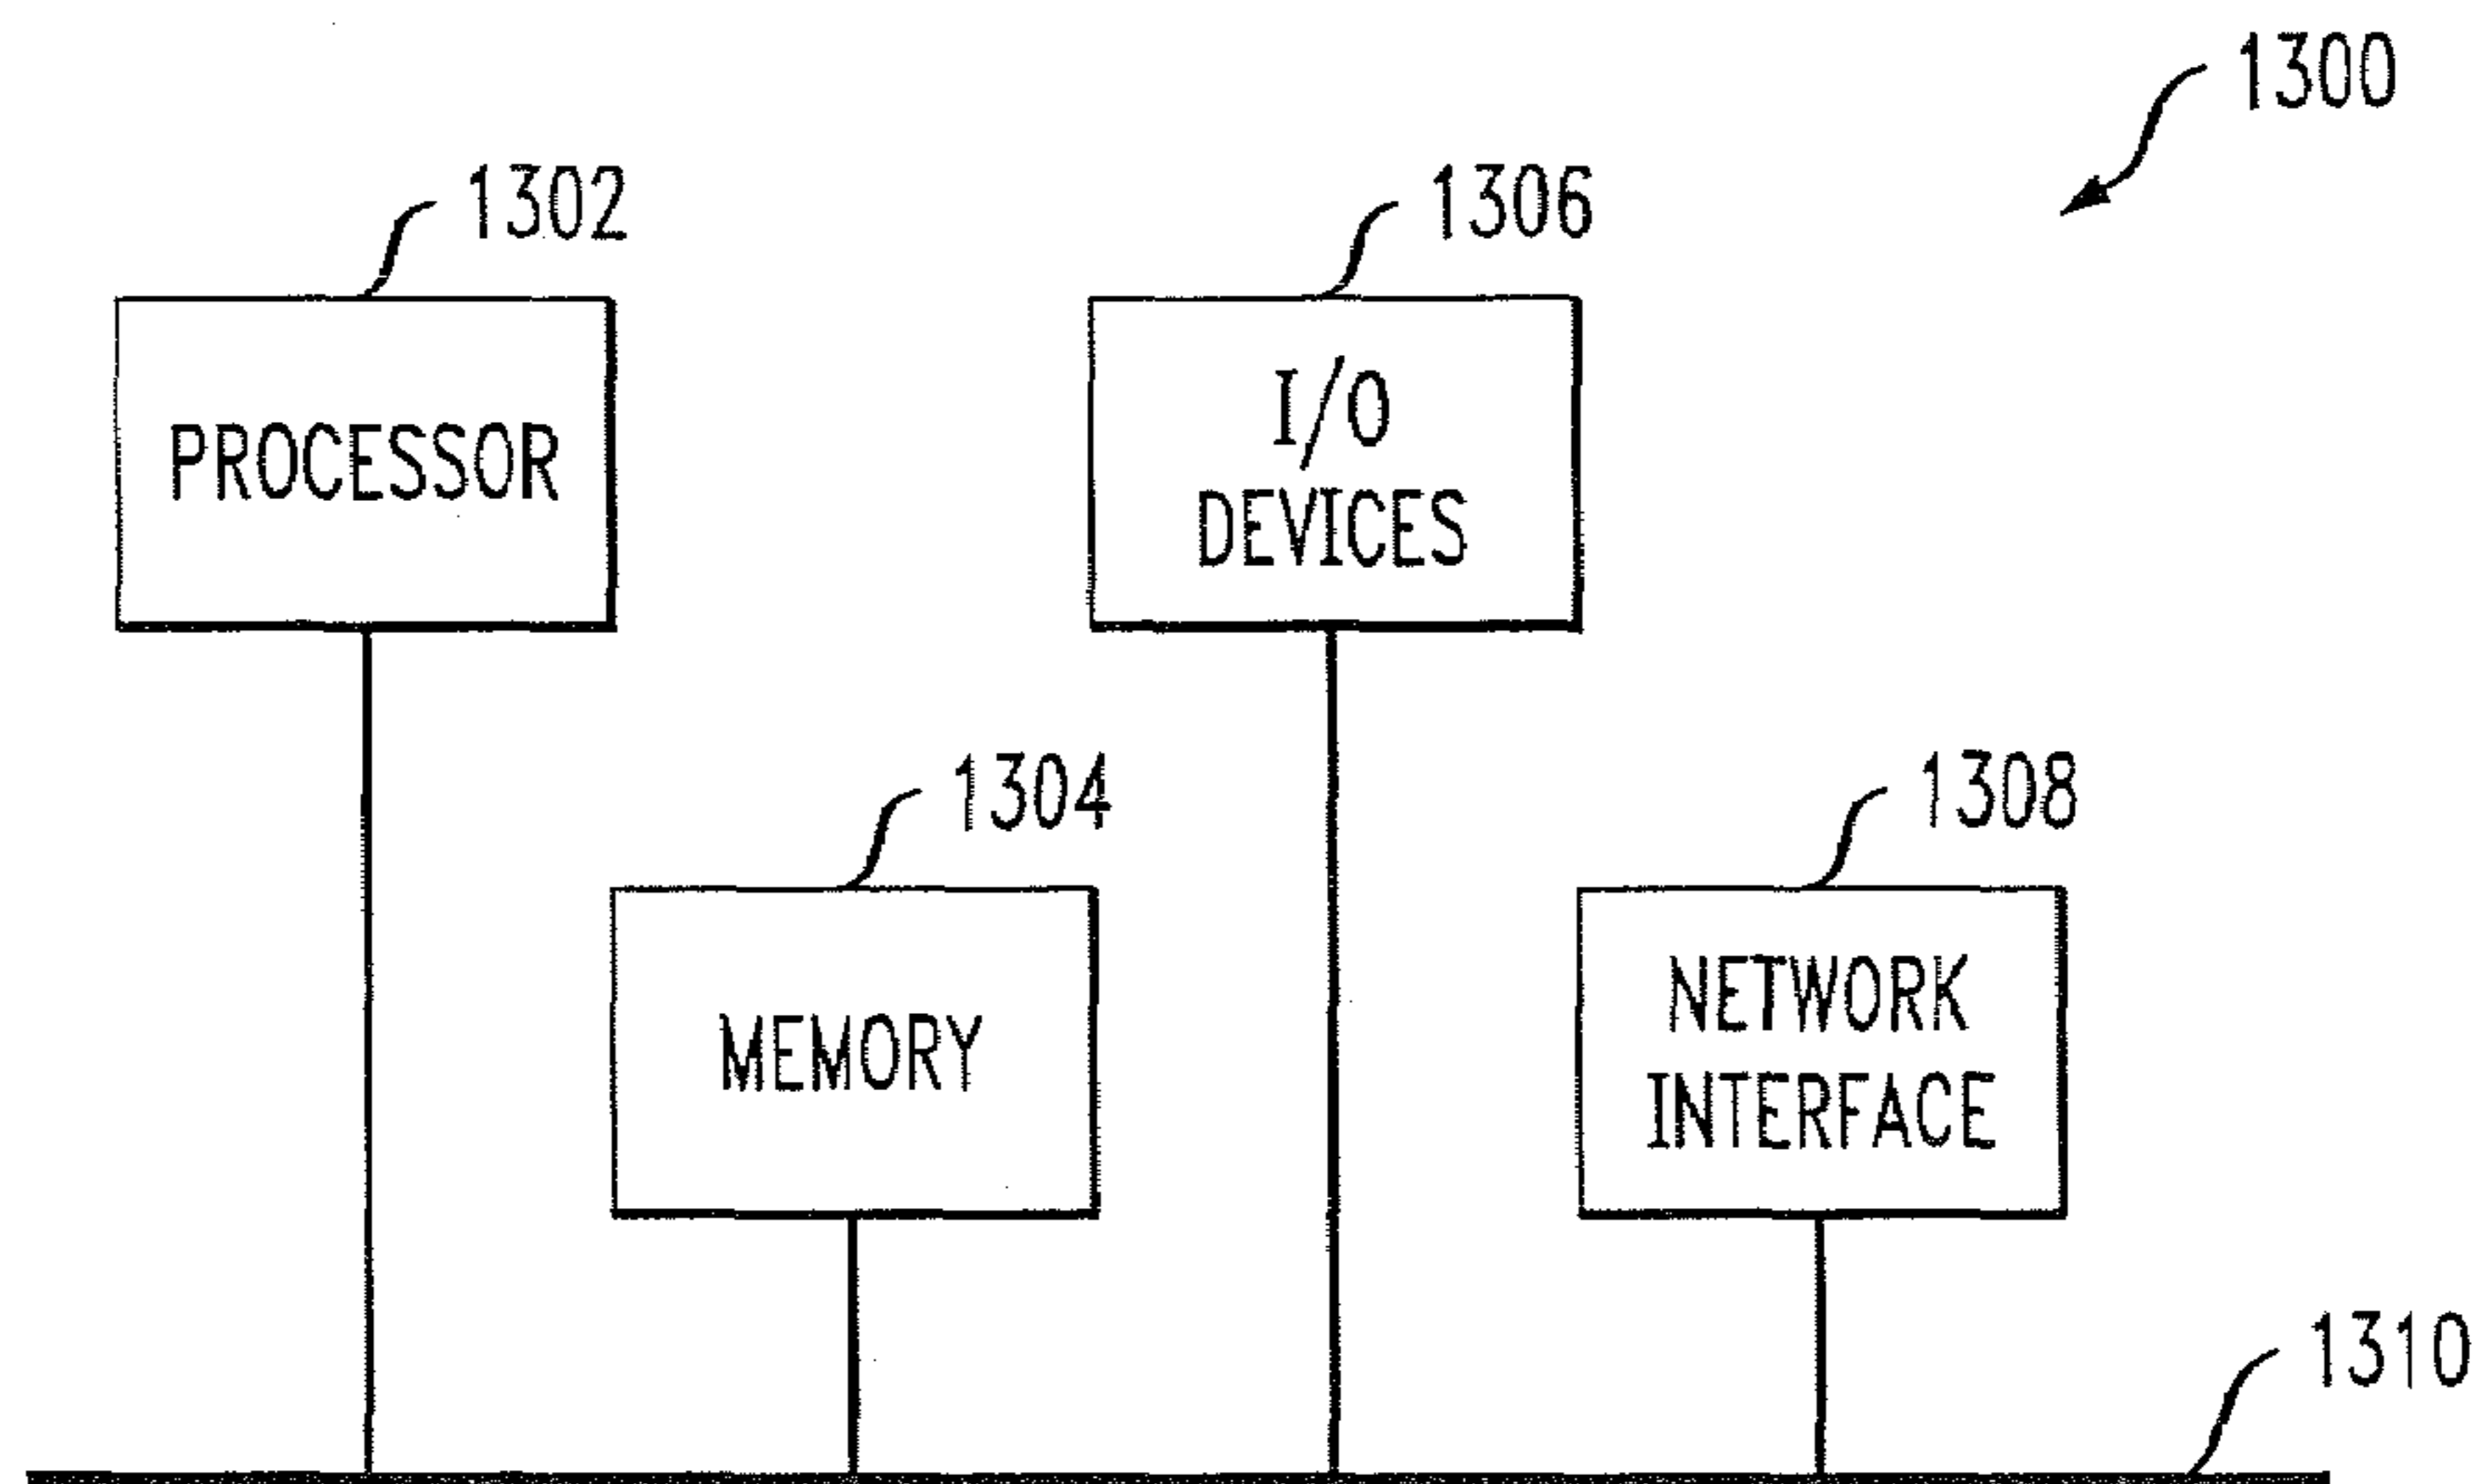 1300
1302
1306
PROCESSOR
I/O
DEVICES
1304
1308
MEMORY
NETWORK
INTERFACE
1310